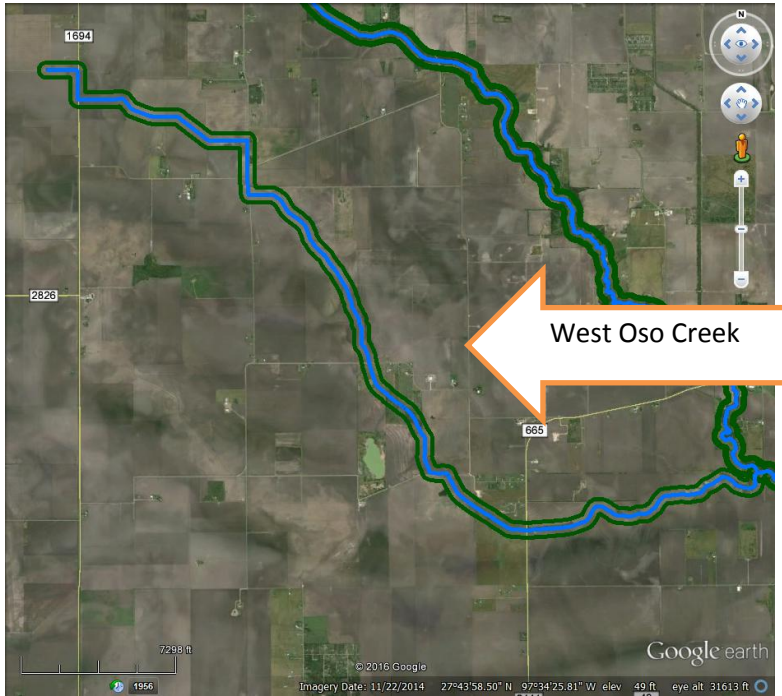 N
1694
2826
West Oso Creek
665
7298 ft
Google earth
© 2016 Google
1956
Imagery Date: 11/22/2014 27°43'58.50" N 97°34'25.81" W elev 49 ft eye alt 31613 ft